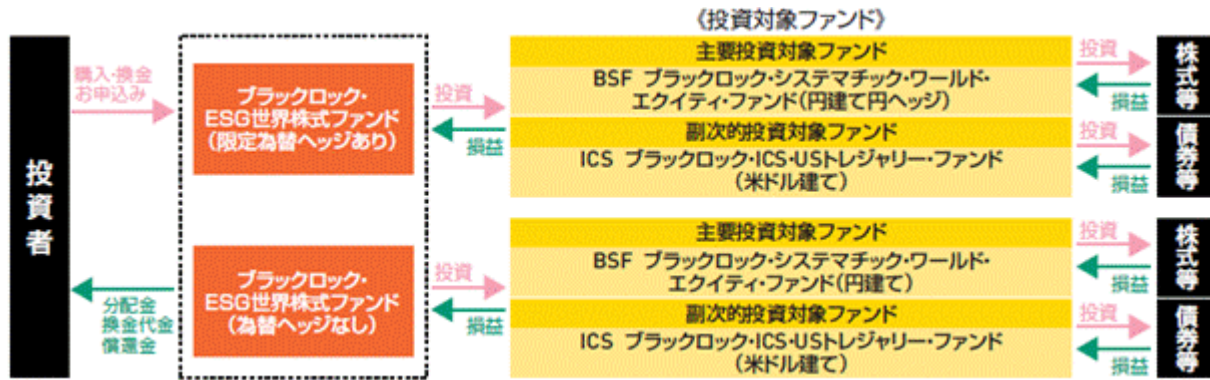 《投資対象ファンド》
投資者
購入・換金
お申込み
分配金
換金代金
償還金
ブラックロック・
ESG世界株式ファンド
(限定為替ヘッジあり)
投資
損益
主要投資対象ファンド
BSF ブラックロック・システマチック・ワールド・
エクイティ・ファンド(円建て円ヘッジ)
投資
損益
株式等
副次的投資対象ファンド
ICS ブラックロック・ICS・USトレジャリー・ファンド
(米ドル建て)
投資
損益
債券等
ブラックロック・
ESG世界株式ファンド
(為替ヘッジなし)
投資
損益
主要投資対象ファンド
BSF ブラックロック・システマチック・ワールド・
エクイティ・ファンド(円建て)
投資
損益
株式等
副次的投資対象ファンド
ICS ブラックロック・ICS・USトレジャリー・ファンド
(米ドル建て)
投資
損益
債券等